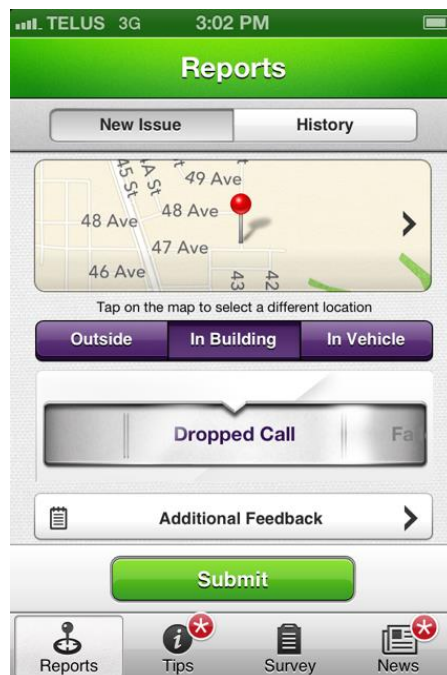 TELUS 3G 3:02 PM
Reports
New Issue History
45 St
A St
49 Ave
48 Ave
48 Ave
47 Ave
46 Ave
43
42
Tap on the map to select a different location
Outside In Building In Vehicle
Dropped Call Fa
Additional Feedback
Submit
Reports Tips Survey News